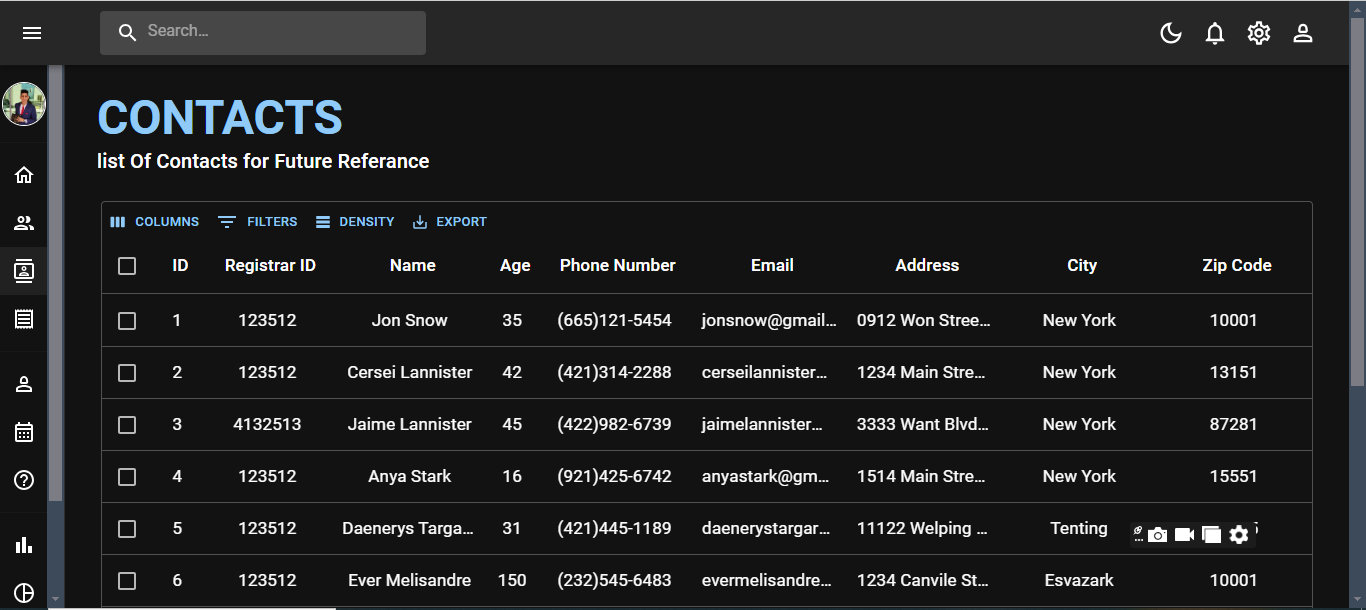 Search...
CONTACTS
list Of Contacts for Future Referance
COLUMNS FILTERS DENSITY EXPORT
ID Registrar ID Name Age Phone Number Email Address City Zip Code
1 123512 Jon Snow 35 (665)121-5454 jonsnow@gmail... 0912 Won Stree... New York 10001
2 123512 Cersei Lannister 42 (421)314-2288 cerseilannister... 1234 Main Stre... New York 13151
3 4132513 Jaime Lannister 45 (422)982-6739 jaimelannister... 3333 Want Blvd... New York 87281
4 123512 Anya Stark 16 (921)425-6742 anyastark@gm... 1514 Main Stre... New York 15551
5 123512 Daenerys Targa... 31 (421)445-1189 daenerystargar... 11122 Welping ... Tenting
6 123512 Ever Melisandre 150 (232)545-6483 evermelisandre... 1234 Canvile St... Esvazark 10001